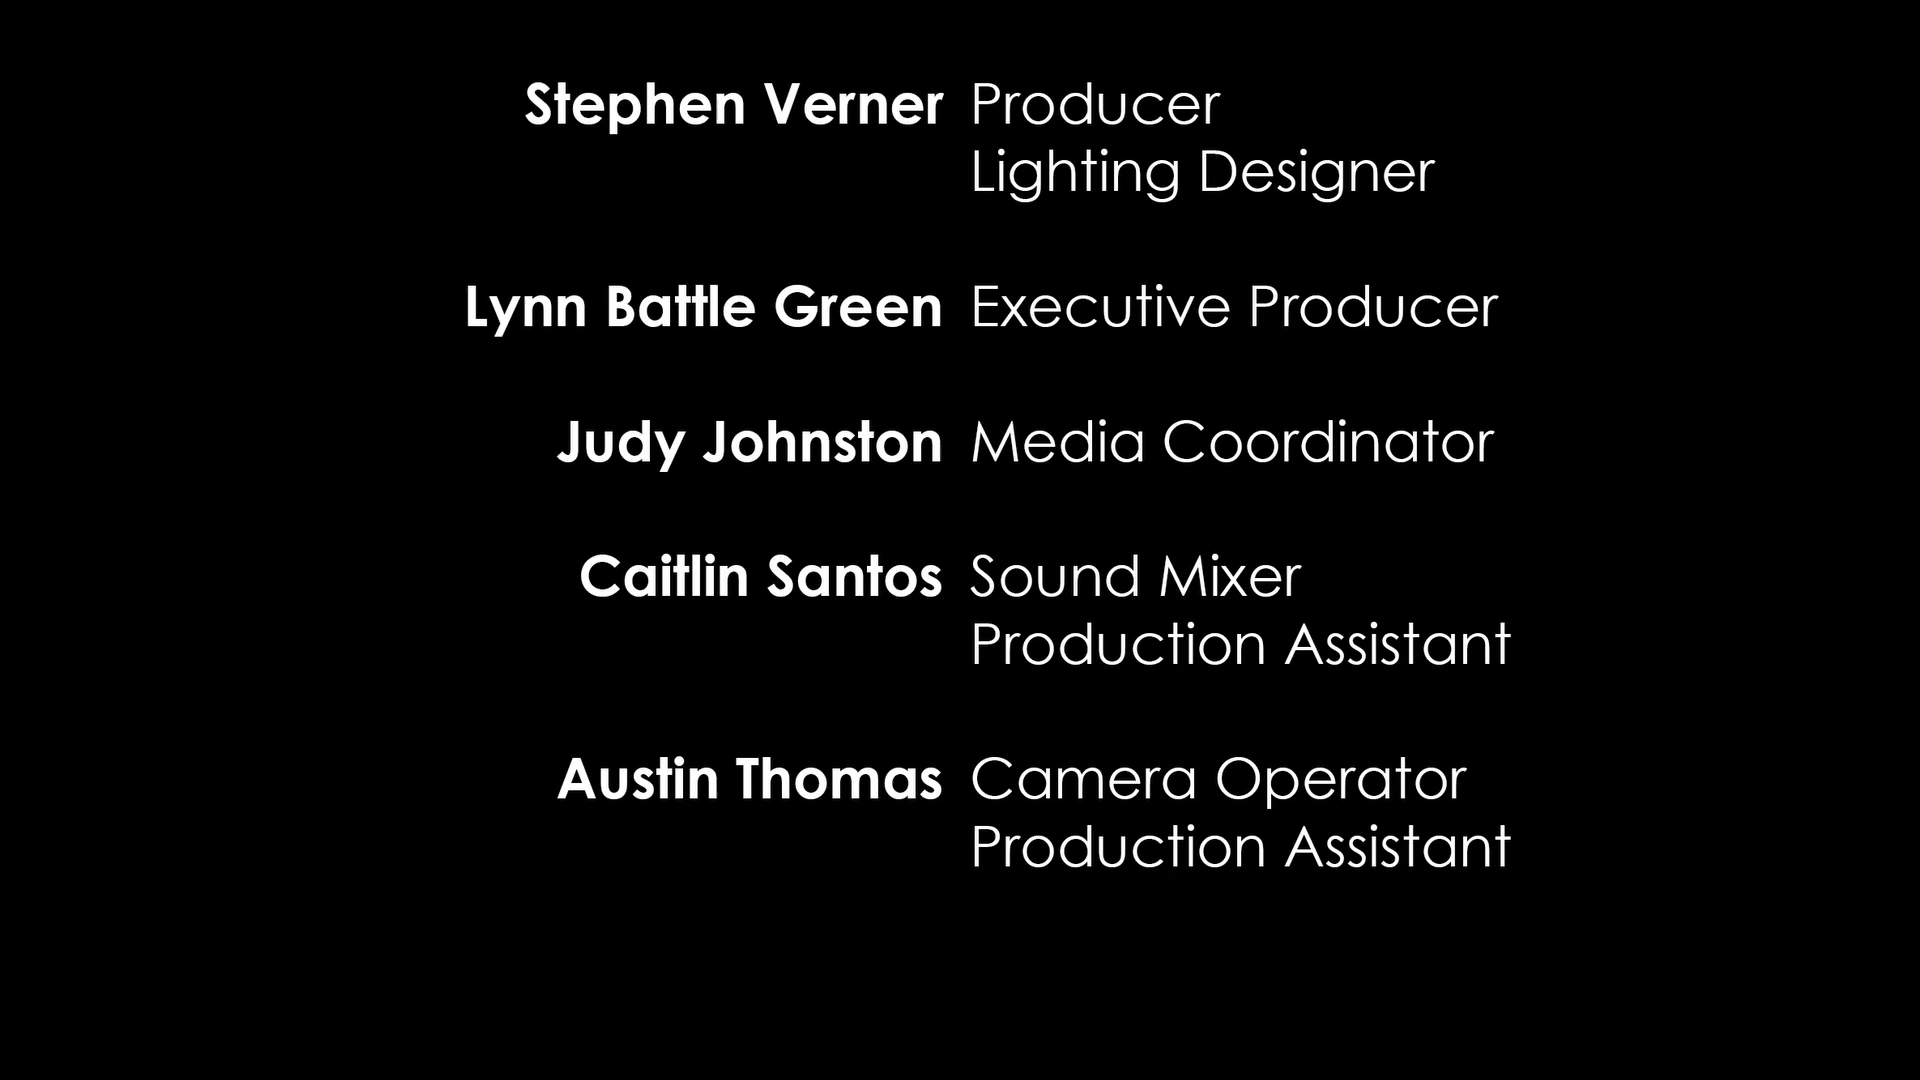 Stephen Verner Producer
Lighting Designer
Lynn Battle Green Executive Producer
Judy Johnston Media Coordinator
Caitlin Santos Sound Mixer
Production Assistant
Austin Thomas Camera Operator
Production Assistant